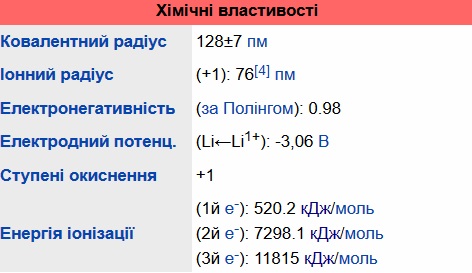 Хімічні властивості
Ковалентний радіус 128±7 пм
Іонний радіус (+1): 76[4] пм
Електронегативність (за Полінгом): 0.98
Електродний потенц. (Li←Li1+): -3,06 В
Ступені окиснення +1
Енергія іонізації (1й e-): 520.2 кДж/моль
(2й e-): 7298.1 кДж/моль
(3й e-): 11815 кДж/моль